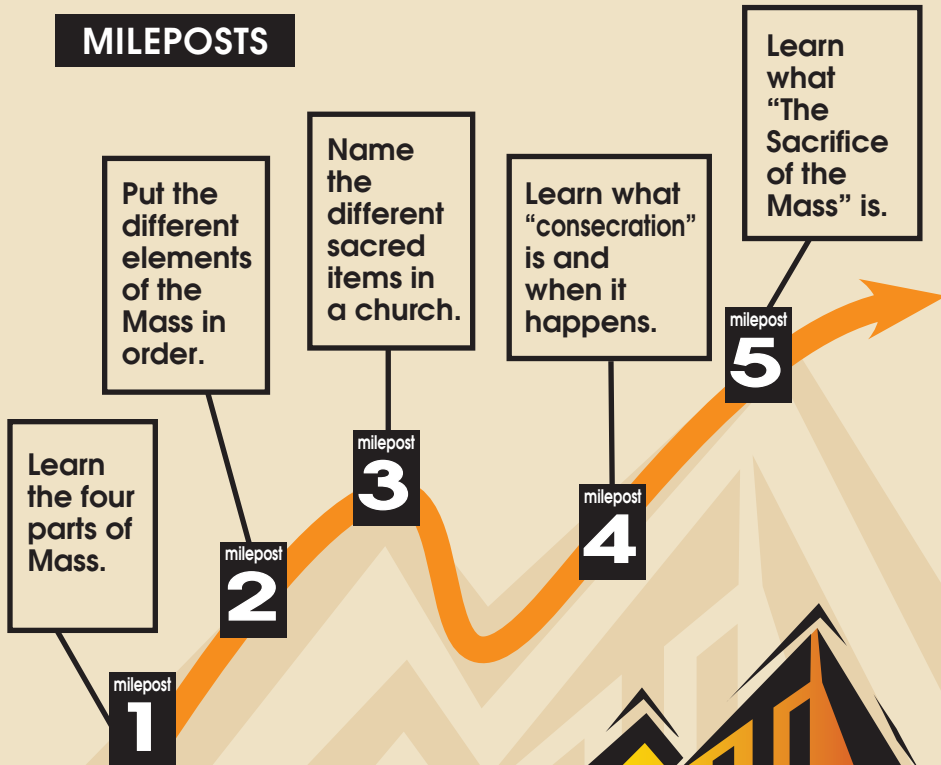 MILEPOSTS
Learn
the four
parts of
Mass.
milepost
1
Put the
different
elements
of the
Mass in
order.
milepost
2
Name
the
different
sacred
items in
a church.
milepost
3
Learn what
“consecration”
is and
when it
happens.
milepost
4
Learn
what
“The
Sacrifice
of the
Mass” is.
milepost
5